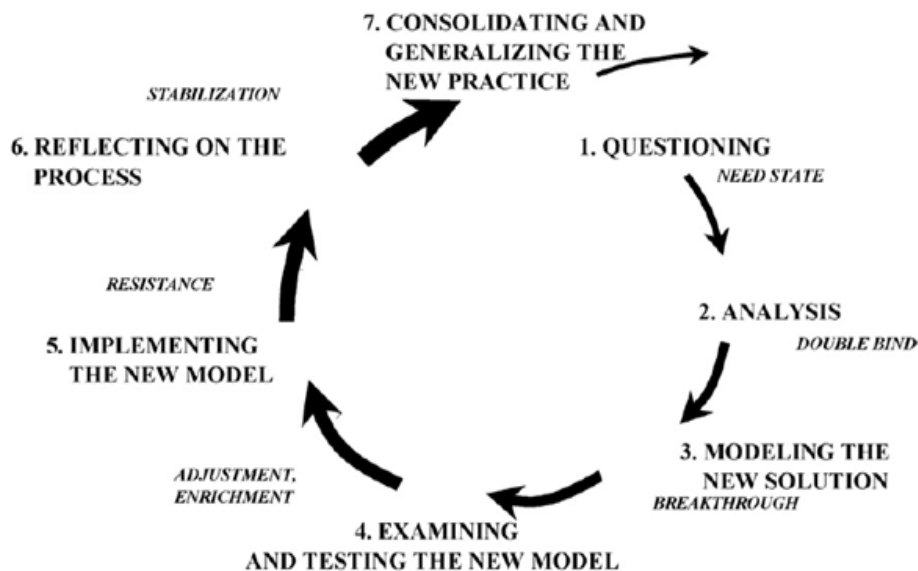 7. CONSOLIDATING AND
GENERALIZING THE
NEW PRACTICE
STABILIZATION
6. REFLECTING ON THE
PROCESS
1. QUESTIONING
NEED STATE
RESISTANCE
2. ANALYSIS
DOUBLE BIND
5. IMPLEMENTING
THE NEW MODEL
3. MODELING THE
NEW SOLUTION
BREAKTHROUGH
ADJUSTMENT,
ENRICHMENT
4. EXAMINING
AND TESTING THE NEW MODEL